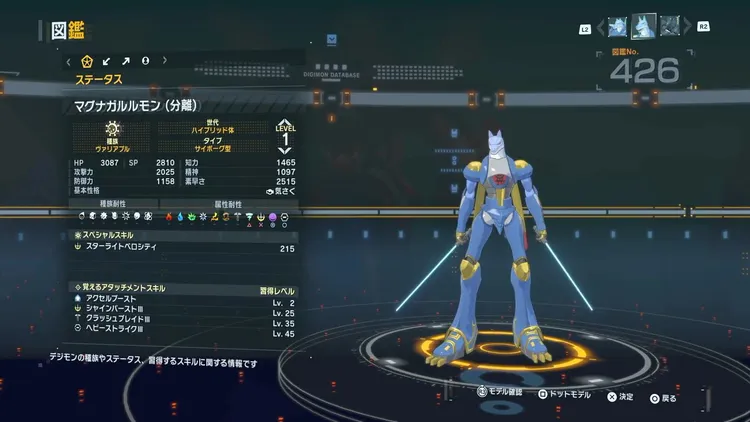 図鑑
L2
R2
DIGIMON DATABASE
図鑑No.
426
ステータス
マグナガルルモン(分離)
種族
ヴァリアブル
世代
ハイブリッド体
タイプ
サイボーグ型
LEVEL
1
HP 3087 SP 2810 知力 1465
攻撃力 2025 精神 1097
防御力 1158 素早さ 2515
基本性格 気さく
種族耐性 属性耐性
スペシャルスキル
スターライトベロシティ 215
覚えるアタッチメントスキル 習得レベル
アクセルブースト Lv. 2
シャインバーストⅢ Lv. 25
クラッシュブレイドⅢ Lv. 35
ヘビーストライクⅢ Lv. 45
デジモンの種族やステータス、習得するスキルに関する情報です
R3 モデル確認 ドットモデル 決定 戻る